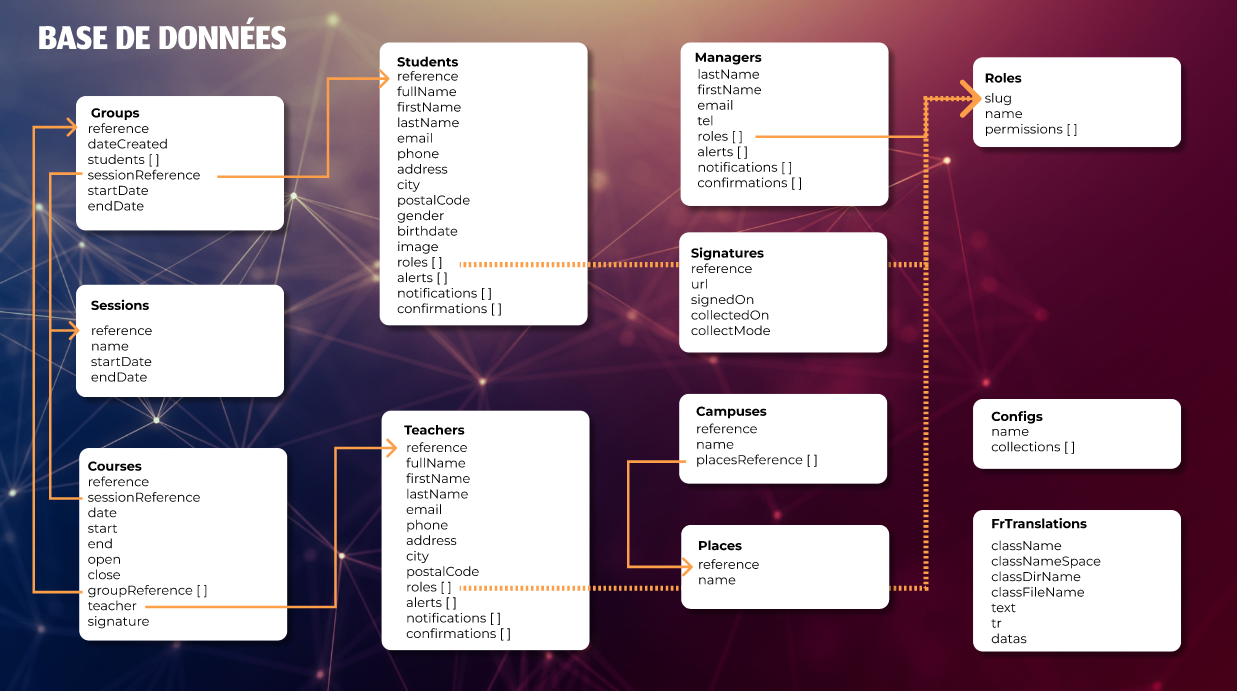 BASE DE DONNÉES
Groups
reference
dateCreated
students [ ]
sessionReference
startDate
endDate
Sessions
reference
name
startDate
endDate
Courses
reference
sessionReference
date
start
end
open
close
groupReference [ ]
teacher
signature
Students
reference
fullName
firstName
lastName
email
phone
address
city
postalCode
gender
birthdate
image
roles [ ]
alerts [ ]
notifications [ ]
confirmations [ ]
Teachers
reference
fullName
firstName
lastName
email
phone
address
city
postalCode
roles [ ]
alerts [ ]
notifications [ ]
confirmations [ ]
Managers
lastName
firstName
email
tel
roles [ ]
alerts [ ]
notifications [ ]
confirmations [ ]
Signatures
reference
url
signedOn
collectedOn
collectMode
Campuses
reference
name
placesReference [ ]
Places
reference
name
Roles
slug
name
permissions [ ]
Configs
name
collections [ ]
FrTranslations
className
classNameSpace
classDirName
classFileName
text
tr
datas